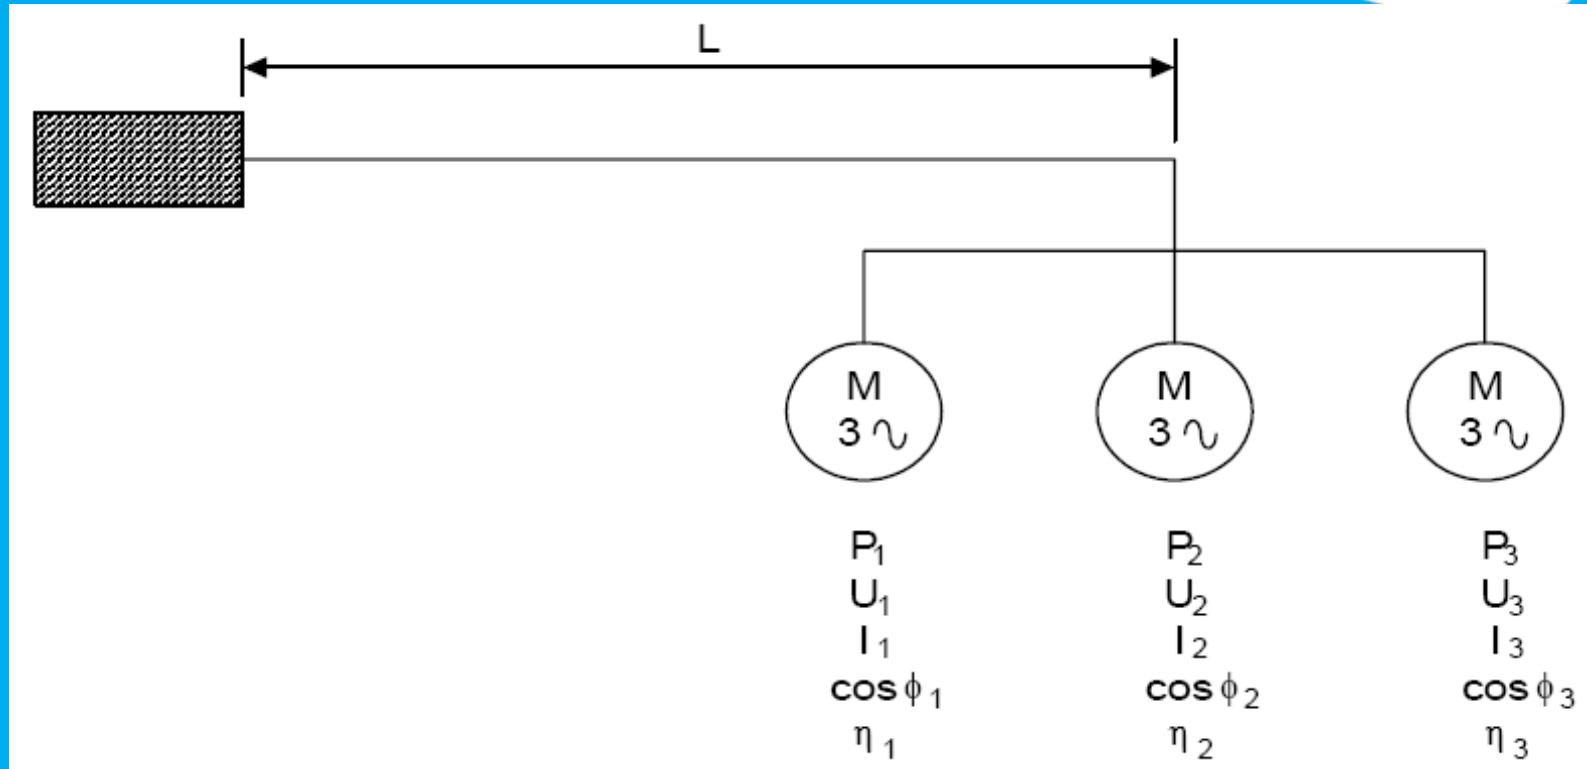 L
M M M
3 ∿ 3 ∿ 3 ∿
P₁ P₂ P₃
U₁ U₂ U₃
I₁ I₂ I₃
cos ϕ₁ cos ϕ₂ cos ϕ₃
η₁ η₂ η₃